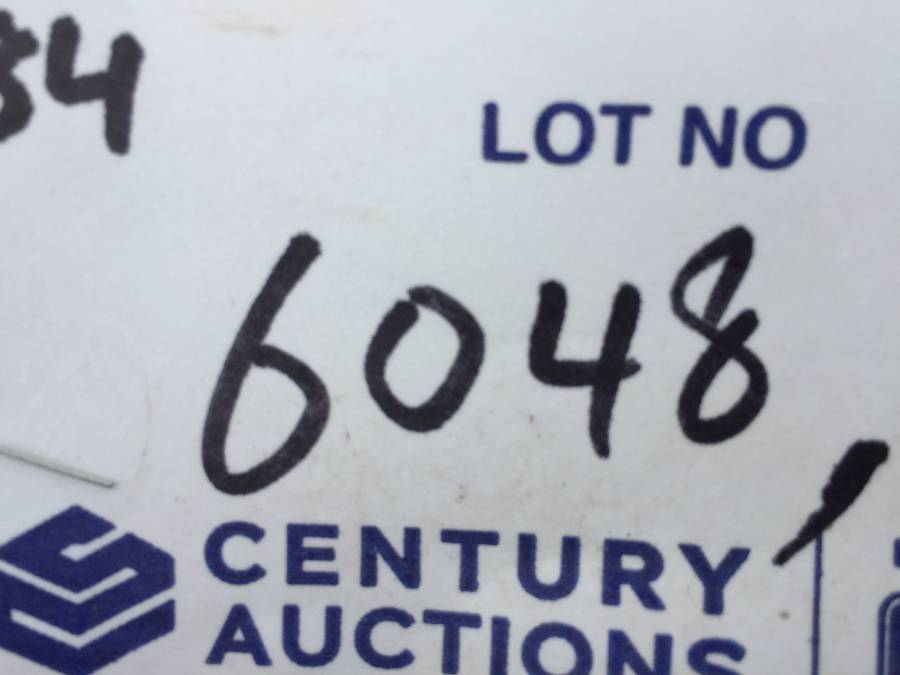 84
LOT NO
6048,
CENTURY
AUCTIONS